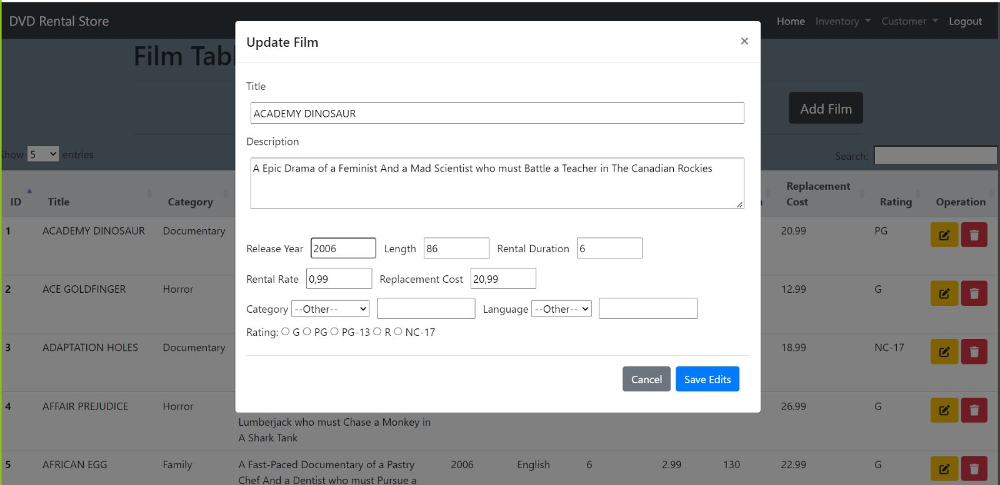 DVD Rental Store
Home Inventory Customer Logout
Film Tab
Add Film
Show 5 entries
Search:
ID Title Category Replacement Cost Rating Operation
1 ACADEMY DINOSAUR Documentary 20.99 PG
2 ACE GOLDFINGER Horror 12.99 G
3 ADAPTATION HOLES Documentary 18.99 NC-17
4 AFFAIR PREJUDICE Horror 26.99 G
Lumberjack who must Chase a Monkey in
A Shark Tank
5 AFRICAN EGG Family A Fast-Paced Documentary of a Pastry 2006 English 6 2.99 130 22.99 G
Chef And a Dentist who must Pursue a
Update Film ×
Title
ACADEMY DINOSAUR
Description
A Epic Drama of a Feminist And a Mad Scientist who must Battle a Teacher in The Canadian Rockies
Release Year 2006 Length 86 Rental Duration 6
Rental Rate 0,99 Replacement Cost 20,99
Category --Other-- Language --Other--
Rating: G PG PG-13 R NC-17
Cancel Save Edits